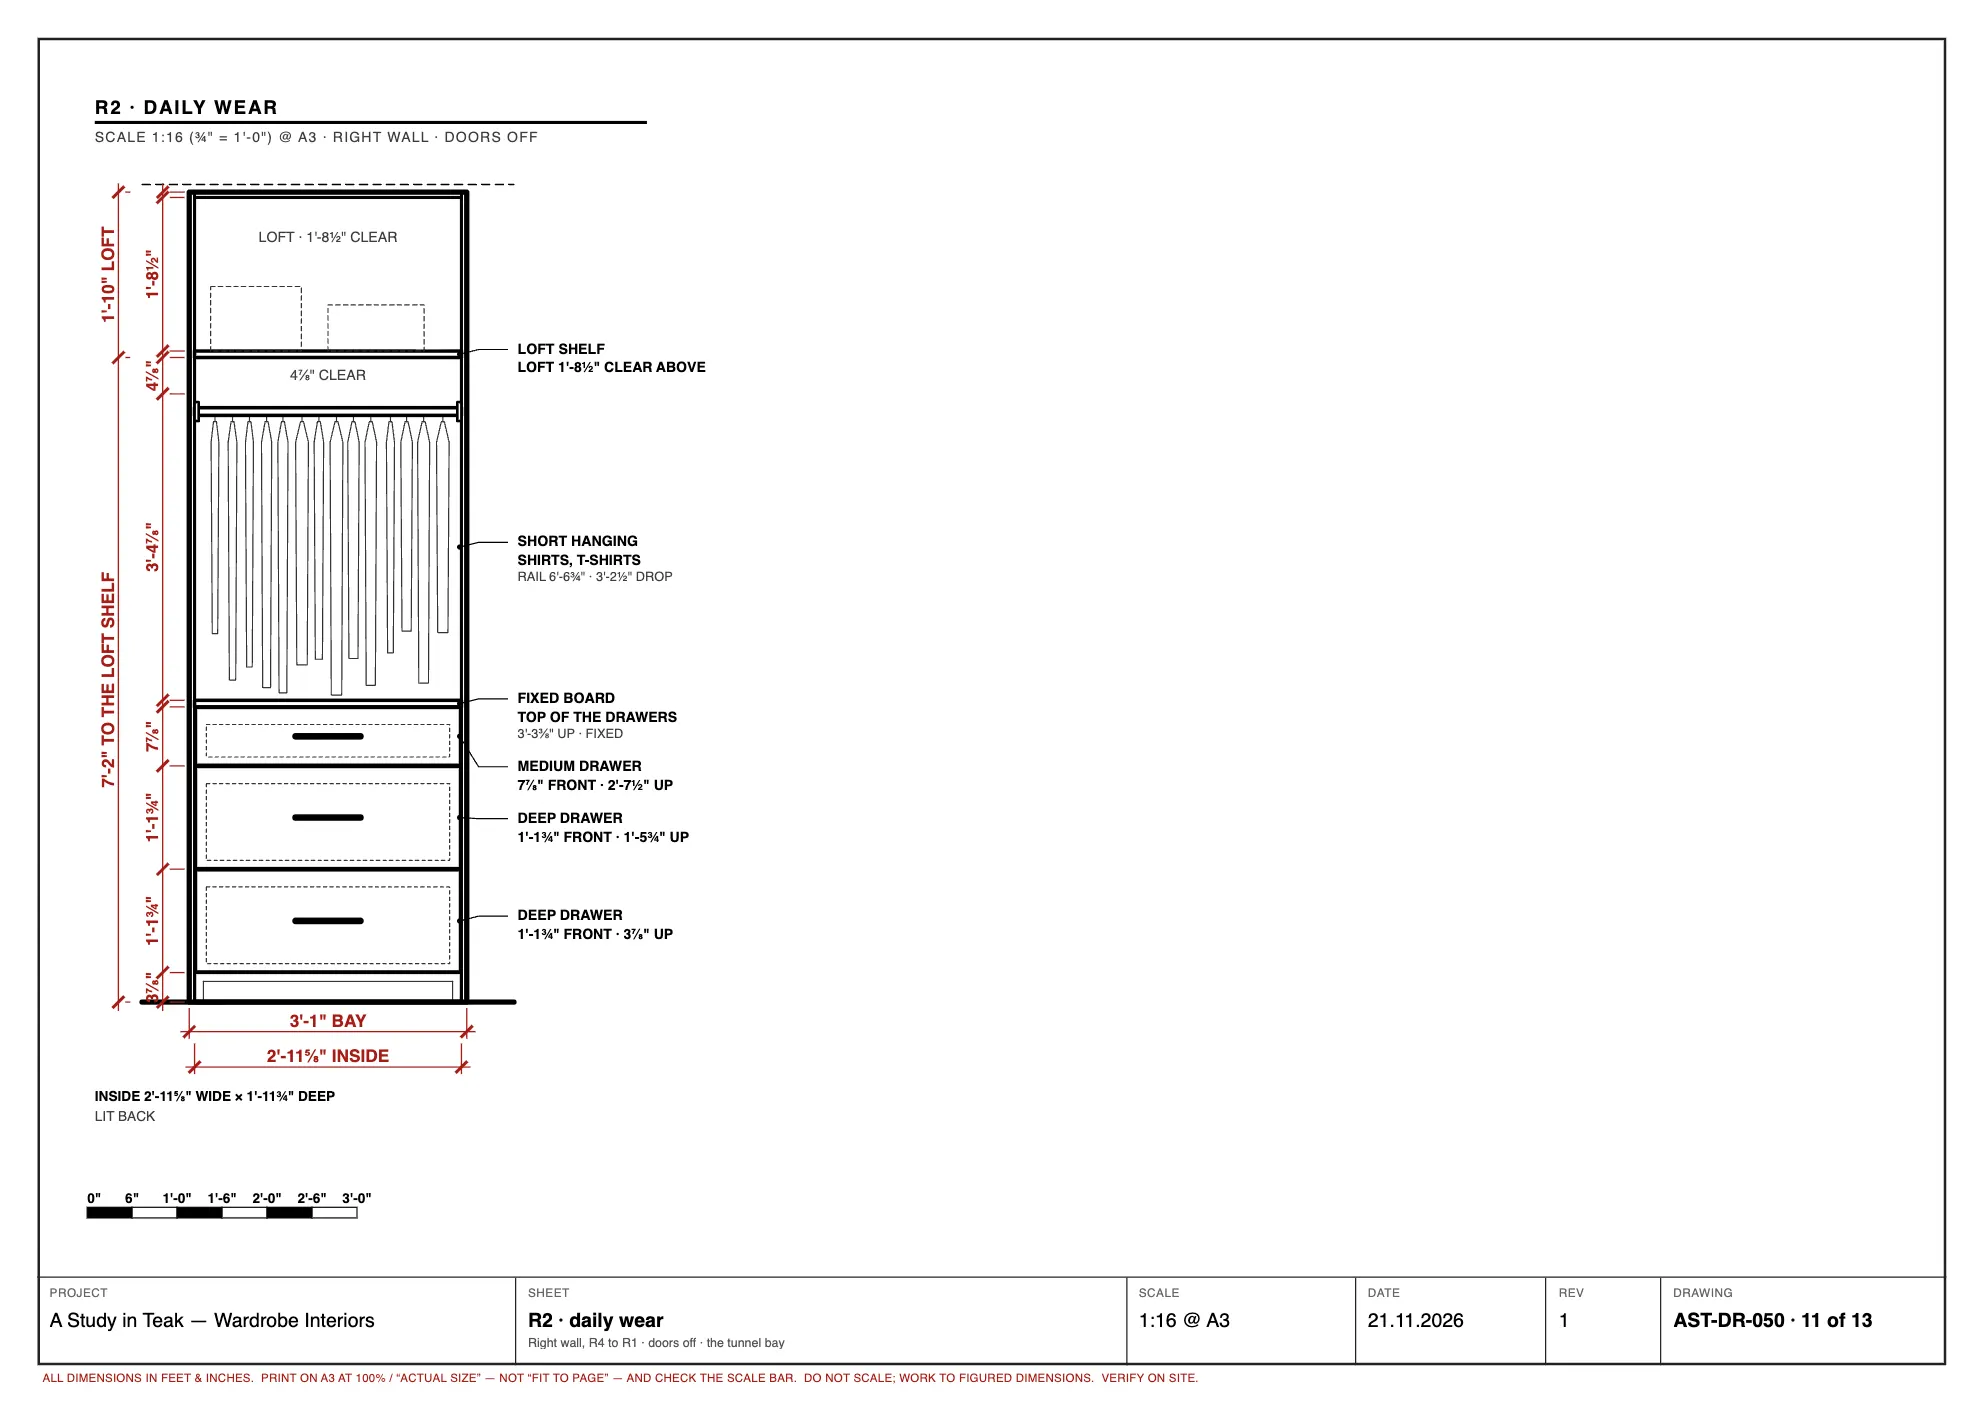 R2 · DAILY WEAR
SCALE 1:16 (¾" = 1'-0") @ A3 · RIGHT WALL · DOORS OFF
1'-10" LOFT
1'-8½"
LOFT · 1'-8½" CLEAR
LOFT SHELF
LOFT 1'-8½" CLEAR ABOVE
4⅞"
4⅞" CLEAR
7'-2" TO THE LOFT SHELF
3'-4⅞"
SHORT HANGING
SHIRTS, T-SHIRTS
RAIL 6'-6¾" · 3'-2½" DROP
FIXED BOARD
TOP OF THE DRAWERS
3'-3⅜" UP · FIXED
7⅞"
MEDIUM DRAWER
7⅞" FRONT · 2'-7½" UP
1'-1¾"
DEEP DRAWER
1'-1¾" FRONT · 1'-5¾" UP
1'-1¾"
DEEP DRAWER
1'-1¾" FRONT · 3⅞" UP
3⅞"
3'-1" BAY
2'-11⅝" INSIDE
INSIDE 2'-11⅝" WIDE × 1'-11¾" DEEP
LIT BACK
0" 6" 1'-0" 1'-6" 2'-0" 2'-6" 3'-0"
PROJECT
A Study in Teak — Wardrobe Interiors
SHEET
R2 · daily wear
Right wall, R4 to R1 · doors off · the tunnel bay
SCALE
1:16 @ A3
DATE
21.11.2026
REV
1
DRAWING
AST-DR-050 · 11 of 13
ALL DIMENSIONS IN FEET & INCHES. PRINT ON A3 AT 100% / “ACTUAL SIZE” — NOT “FIT TO PAGE” — AND CHECK THE SCALE BAR. DO NOT SCALE; WORK TO FIGURED DIMENSIONS. VERIFY ON SITE.